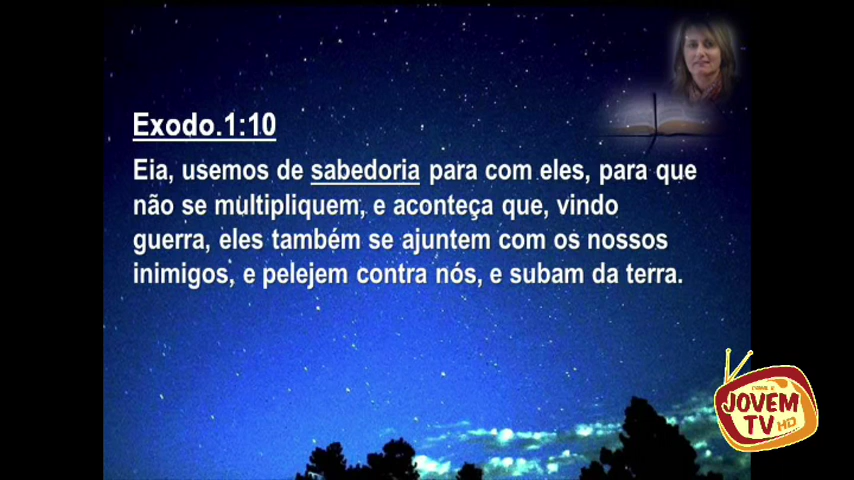 Exodo.1:10
Eia, usemos de sabedoria para com eles, para que
não se multipliquem, e aconteça que, vindo
guerra, eles também se ajuntem com os nossos
inimigos, e pelejem contra nós, e subam da terra.
JOVEM
TV HD